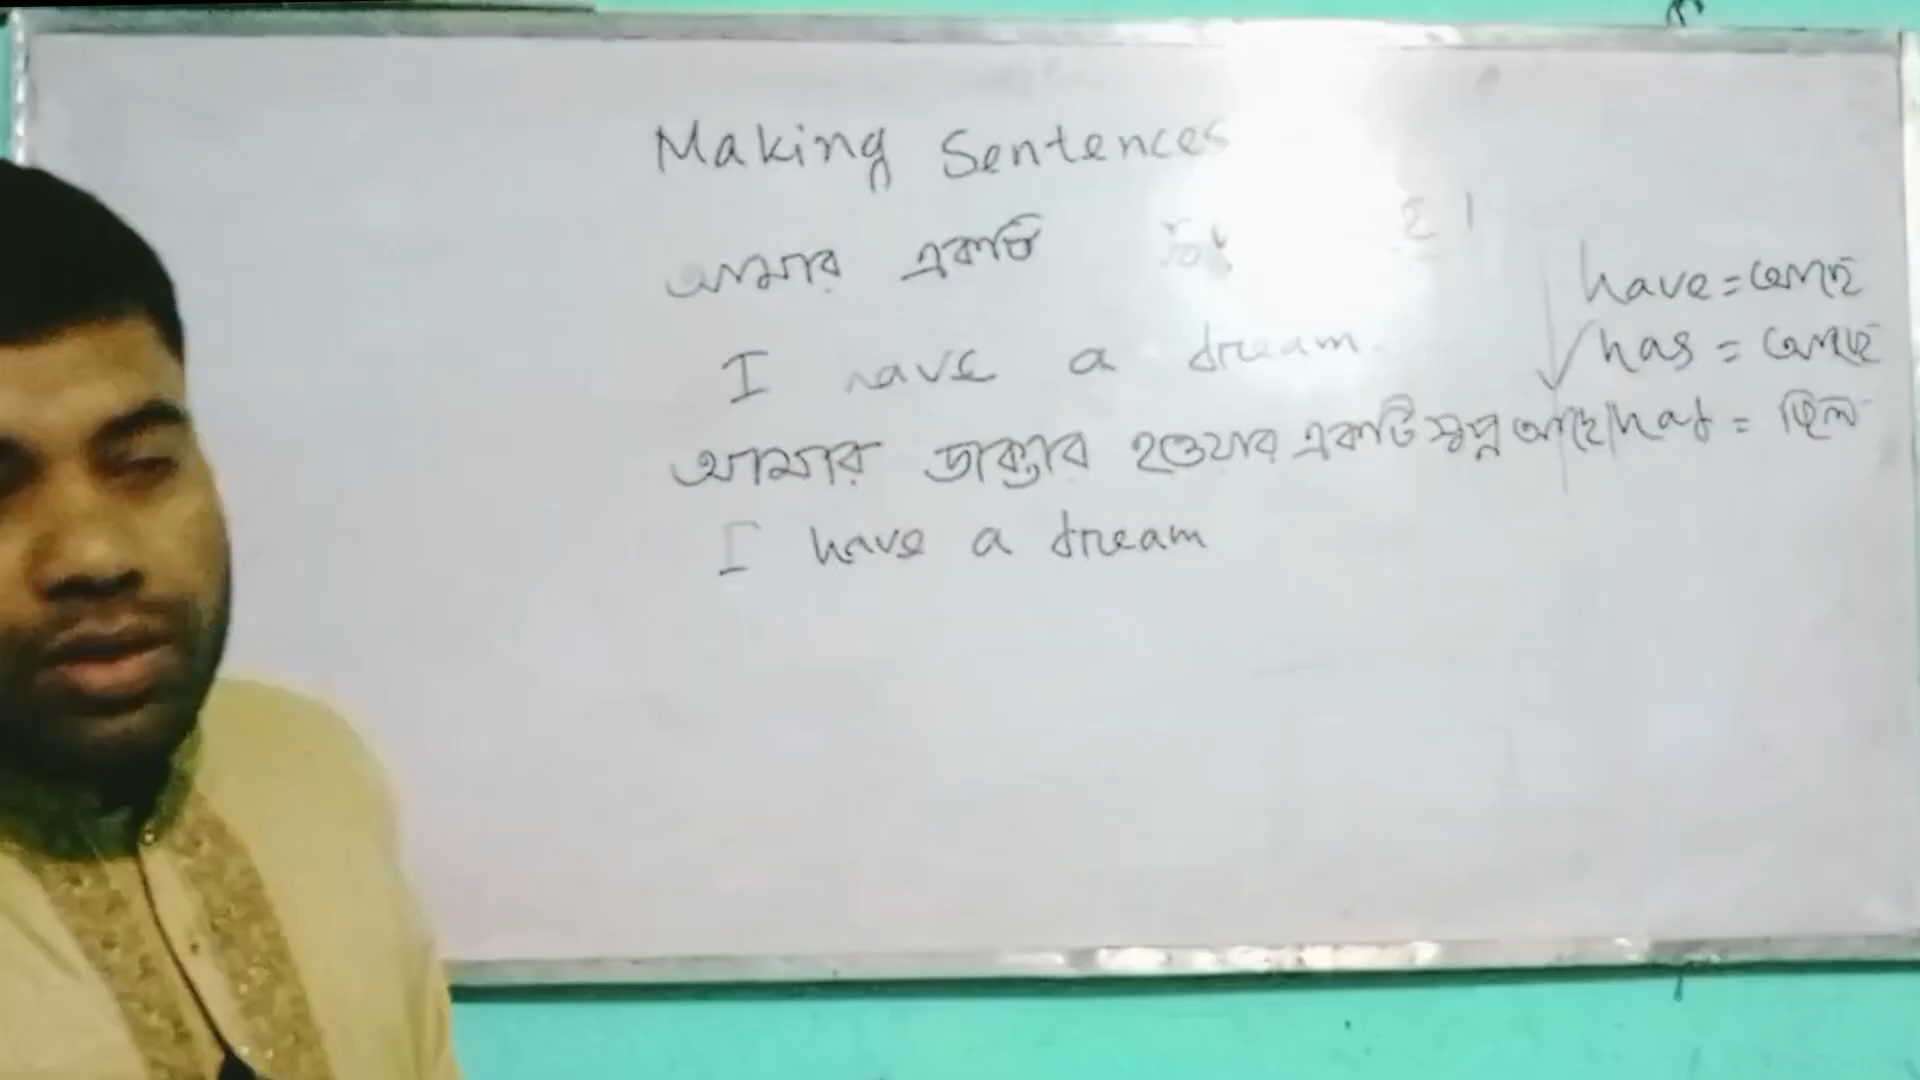 Making Sentences
আমার একটি
I have a dream.
আমার ডাক্তার হওয়ার একটি স্বপ্ন আছে।
I have a dream
have = আছে
has = আছে
had = ছিল